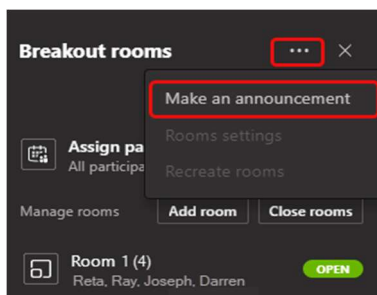 Breakout rooms
Make an announcement
Rooms settings
Recreate rooms
Assign pa
All participa
Manage rooms Add room Close rooms
Room 1 (4) OPEN
Reta, Ray, Joseph, Darren